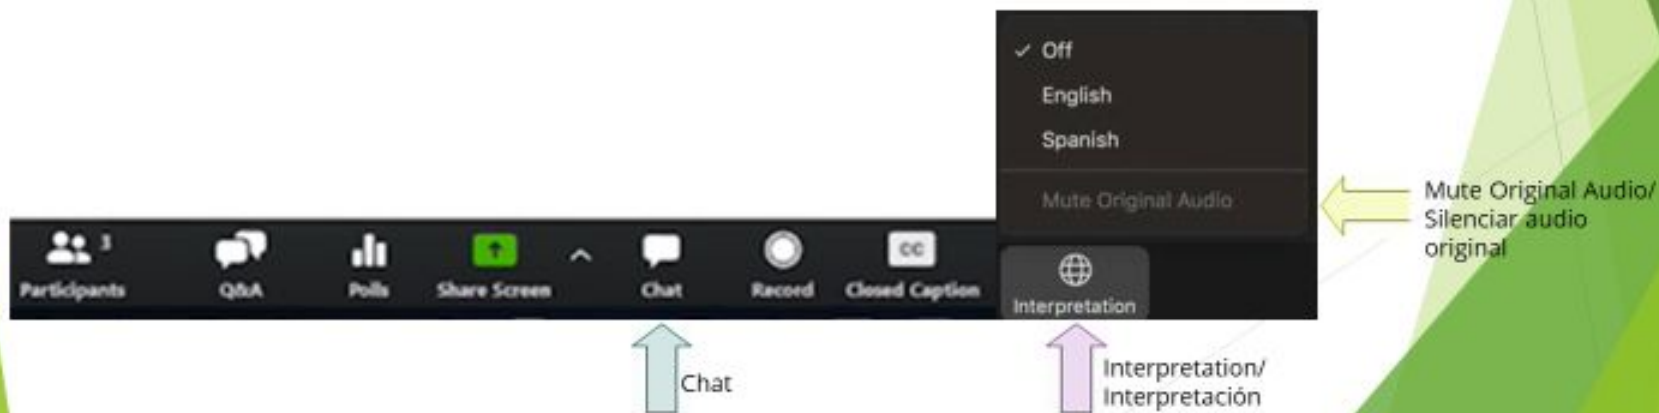 Off
English
Spanish
Mute Original Audio
Mute Original Audio/
Silenciar audio
original
3
Participants
Q&A
Polls
Share Screen
Chat
Record
CC
Closed Caption
Interpretation
Chat
Interpretation/
Interpretación